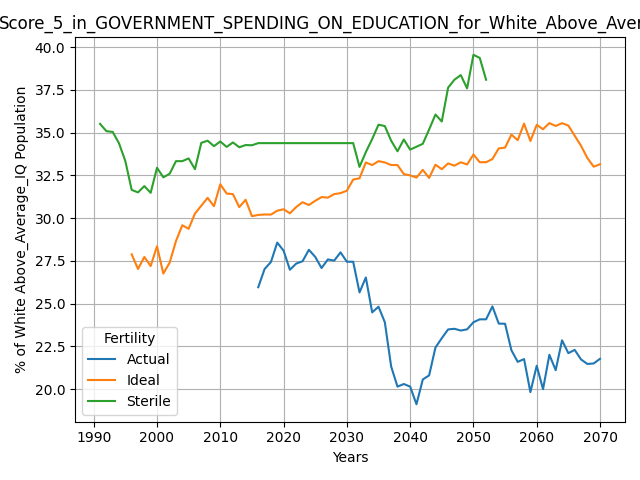 Score_5_in_GOVERNMENT_SPENDING_ON_EDUCATION_for_White_Above_Aver
% of White Above_Average_IQ Population
40.0
37.5
35.0
32.5
30.0
27.5
25.0
22.5
20.0
Fertility
Actual
Ideal
Sterile
1990 2000 2010 2020 2030 2040 2050 2060 2070
Years